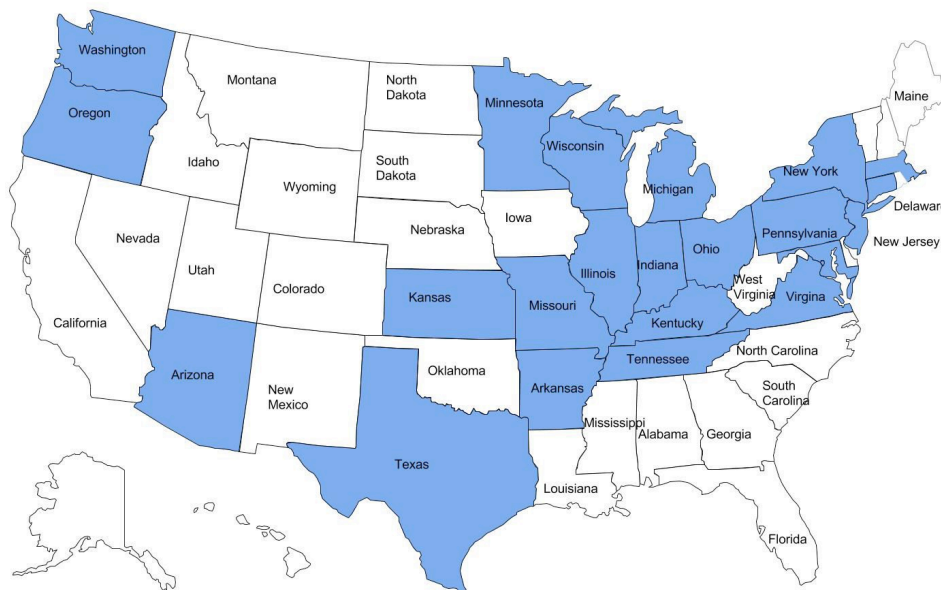 Washington
Montana
North
Dakota
Minnesota
Maine
Oregon
Idaho
Wisconsin
South
Dakota
Michigan
New York
Wyoming
Iowa
Delaware
Nebraska
Pennsylvania
New Jersey
Nevada
Ohio
Utah
Illinois
Indiana
Colorado
Kansas
Missouri
West
Virginia
Virgina
California
Kentucky
North Carolina
Arizona
Oklahoma
Tennessee
New
Mexico
Arkansas
South
Carolina
Mississippi
Alabama
Georgia
Texas
Louisiana
Florida